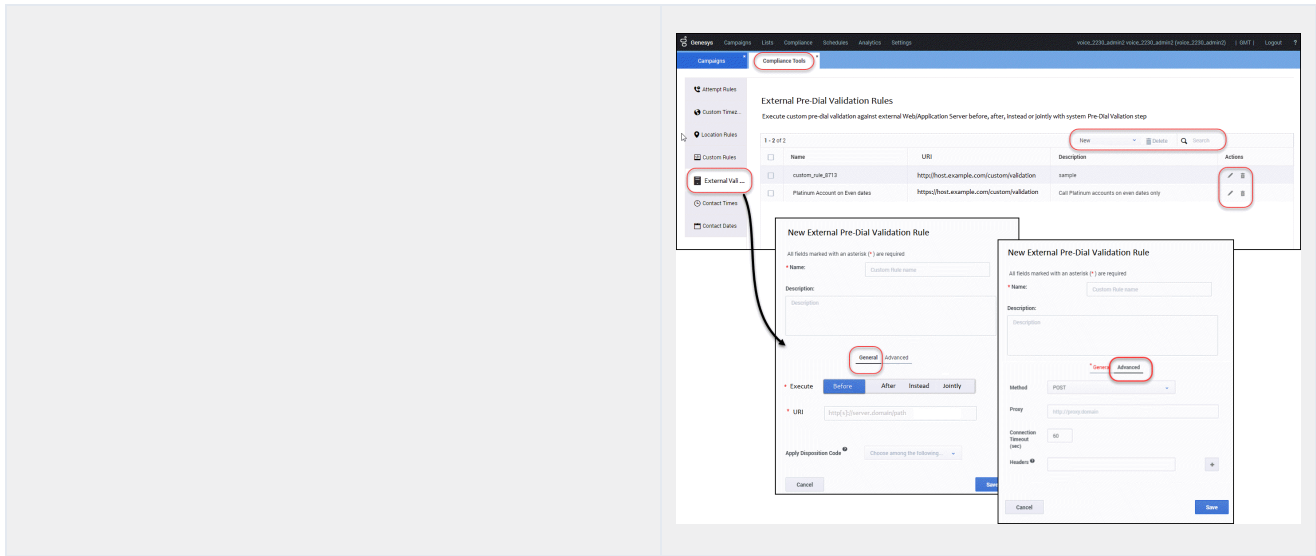 Genesys Campaigns Lists Compliance Schedules Analytics Settings voice_2230_admin2 voice_2230_admin2 (voice_2230_admin2) | GMT | Logout ?
Campaigns Compliance Tools
Attempt Rules
Custom Timez...
Location Rules
Custom Rules
External Vali ...
Contact Times
Contact Dates
External Pre-Dial Validation Rules
Execute custom pre-dial validation against external Web/Application Server before, after, instead or jointly with system Pre-Dial Valiation step
1 - 2 of 2 New Delete Search
Name URI Description Actions
custom_rule_8713 http://host.example.com/custom/validation sample
Platinum Account on Even dates https://host.example.com/custom/validation Call Platinum accounts on even dates only
New External Pre-Dial Validation Rule
All fields marked with an asterisk (*) are required
* Name: Custom Rule name
Description:
Description
General Advanced
* Execute Before After Instead Jointly
* URI http[s]://server.domain/path
Apply Disposition Code ? Choose among the following...
Cancel Save
New External Pre-Dial Validation Rule
All fields marked with an asterisk (*) are required
* Name: Custom Rule name
Description:
Description
* General Advanced
Method POST
Proxy http://proxy.domain
Connection
Timeout
(sec) 60
Headers ? +
Cancel Save